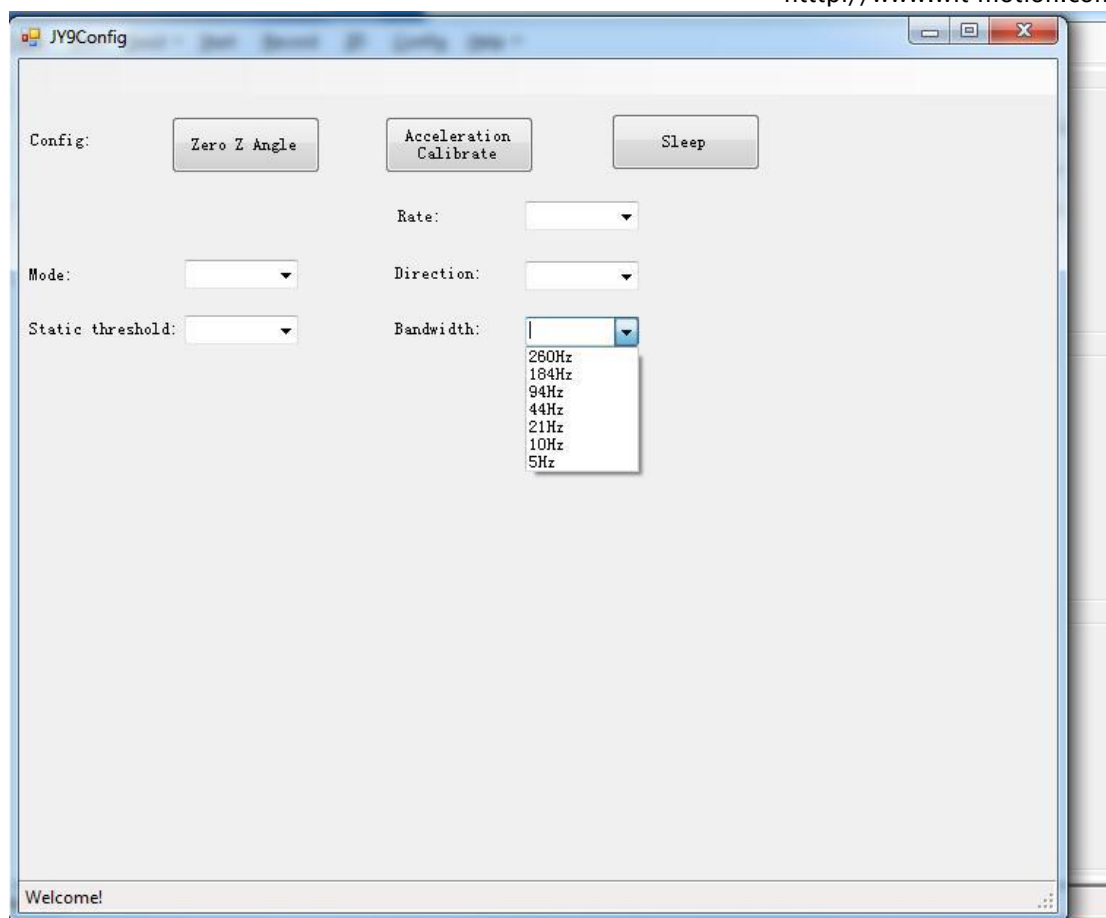 JY9Config
Config:
Zero Z Angle
Acceleration
Calibrate
Sleep
Rate:
Mode:
Direction:
Static threshold:
Bandwidth:
260Hz
184Hz
94Hz
44Hz
21Hz
10Hz
5Hz
Welcome!